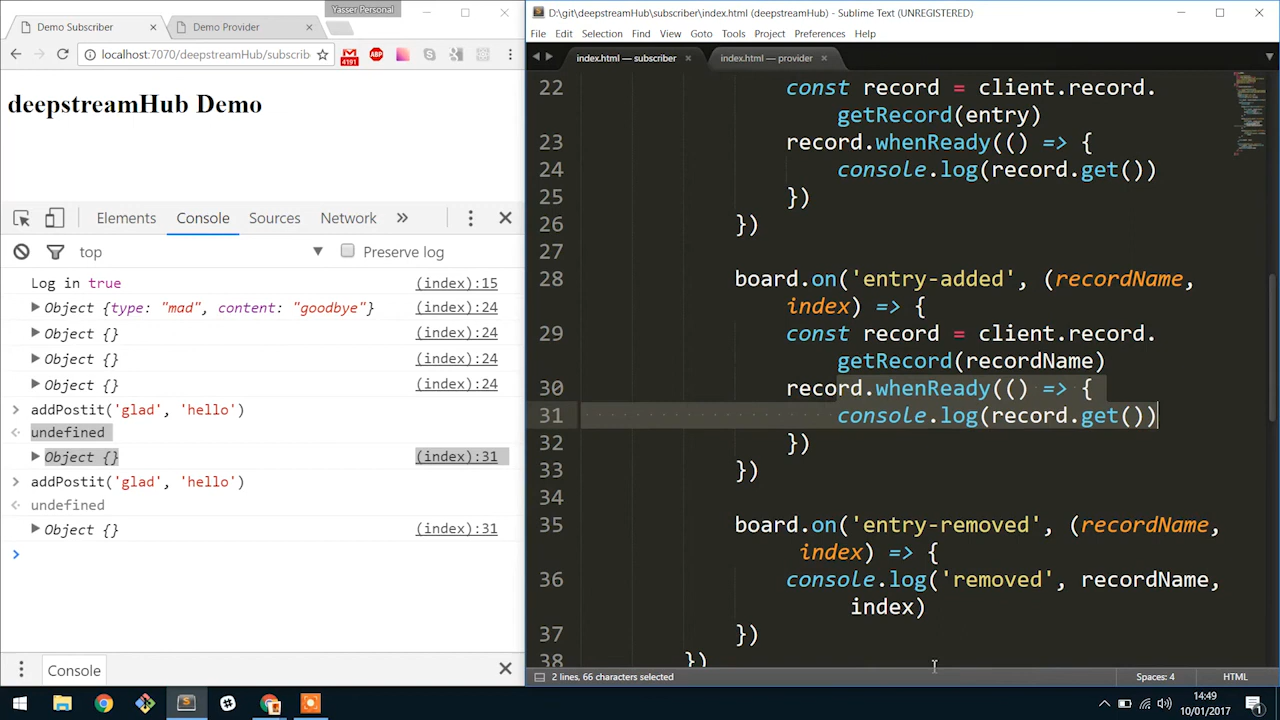 Demo Subscriber
Demo Provider
Yasser Personal
localhost:7070/deepstreamHub/subscrib
4191
ABP
deepstreamHub Demo
Elements Console Sources Network
top
Preserve log
Log in true (index):15
Object {type: "mad", content: "goodbye"} (index):24
Object {} (index):24
Object {} (index):24
Object {} (index):24
addPostit('glad', 'hello')
undefined
Object {} (index):31
addPostit('glad', 'hello')
undefined
Object {} (index):31
Console
D:\git\deepstreamHub\subscriber\index.html (deepstreamHub) - Sublime Text (UNREGISTERED)
File Edit Selection Find View Goto Tools Project Preferences Help
index.html — subscriber
index.html — provider
22 const record = client.record.
getRecord(entry)
23 record.whenReady(() => {
24 console.log(record.get())
25 })
26 })
27
28 board.on('entry-added', (recordName,
index) => {
29 const record = client.record.
getRecord(recordName)
30 record.whenReady(() => {
31 console.log(record.get())
32 })
33 })
34
35 board.on('entry-removed', (recordName,
index) => {
36 console.log('removed', recordName,
index)
37 })
38 })
2 lines, 66 characters selected
Spaces: 4
HTML
14:49
10/01/2017
1